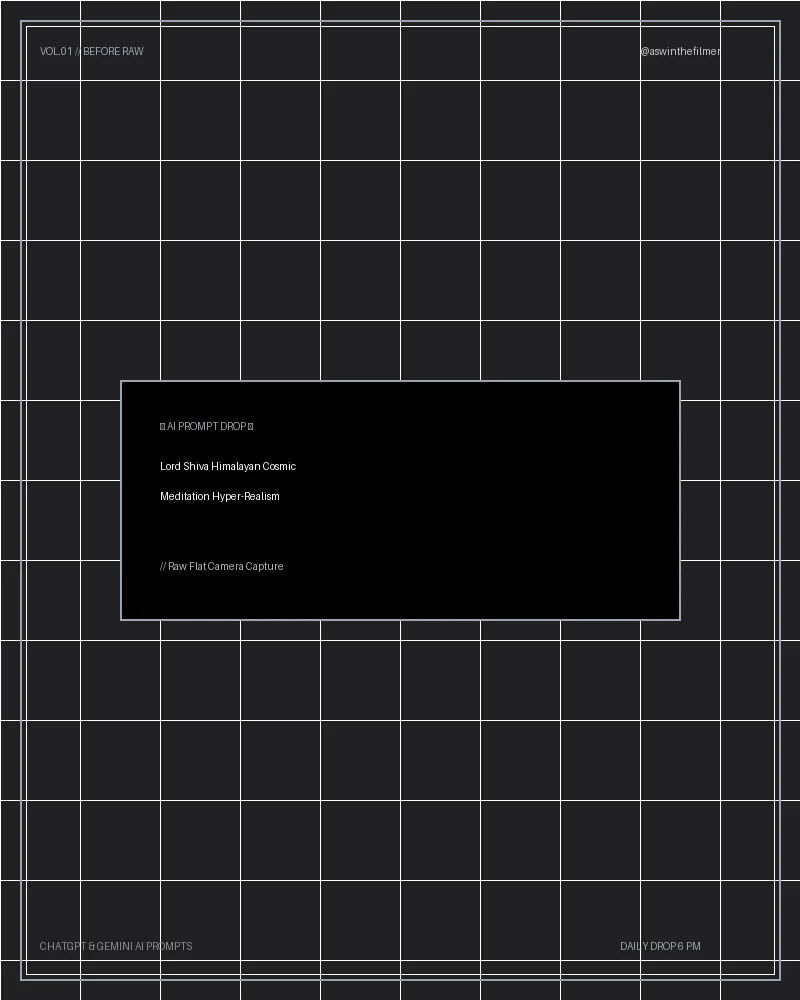 VOL.01 // BEFORE RAW
@aswinthefilmer
AI PROMPT DROP
Lord Shiva Himalayan Cosmic
Meditation Hyper-Realism
// Raw Flat Camera Capture
CHATGPT & GEMINI AI PROMPTS
DAILY DROP 6 PM